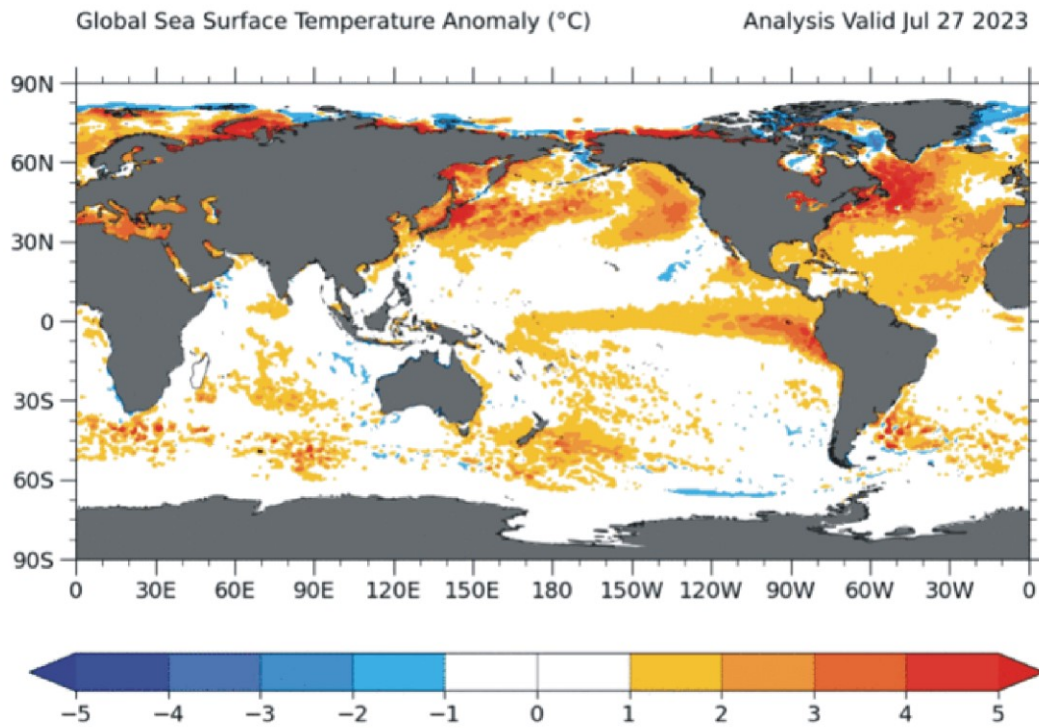 Global Sea Surface Temperature Anomaly (°C) Analysis Valid Jul 27 2023
90N
60N
30N
0
30S
60S
90S
0 30E 60E 90E 120E 150E 180 150W 120W 90W 60W 30W 0
−5 −4 −3 −2 −1 0 1 2 3 4 5